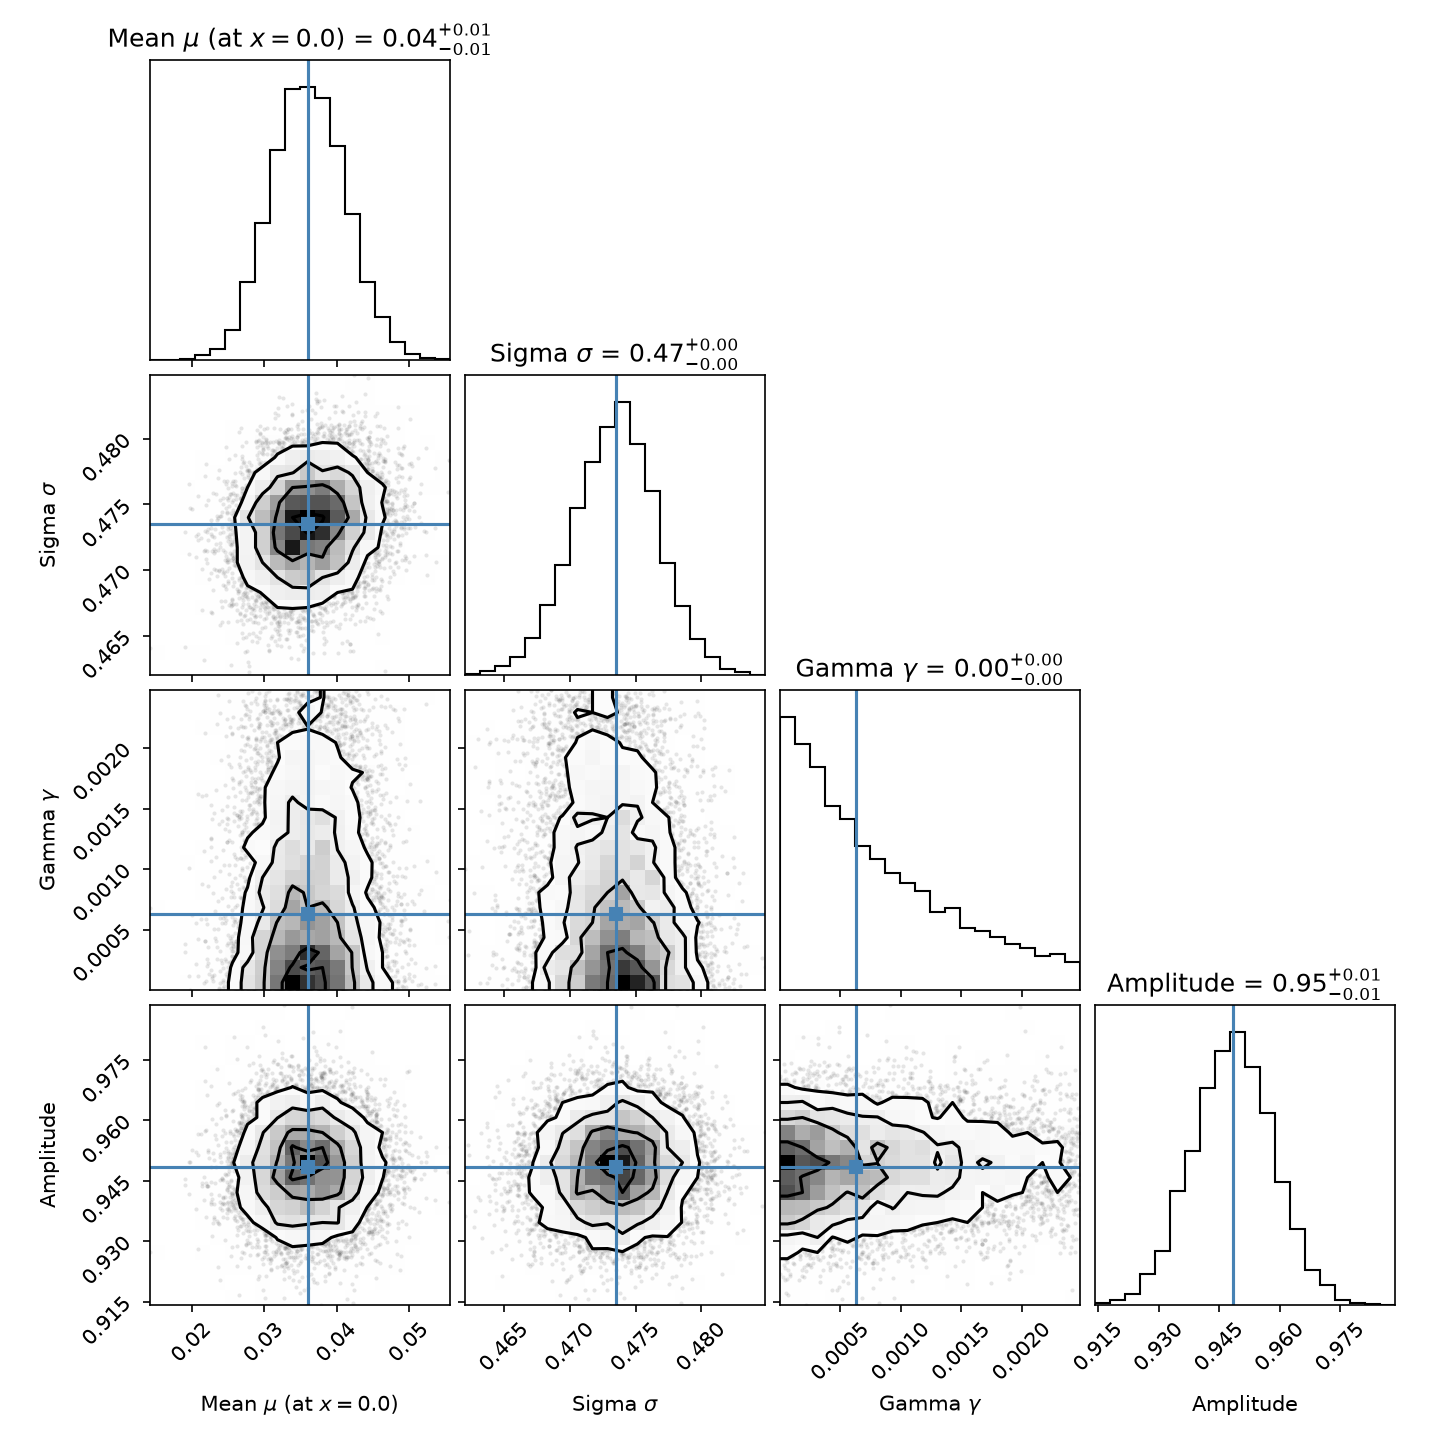 Mean μ (at x = 0.0) = 0.04+0.01 −0.01
Sigma σ = 0.47+0.00 −0.00
0.480
0.475
0.470
0.465
Sigma σ
Gamma γ = 0.00+0.00 −0.00
0.0020
0.0015
0.0010
0.0005
Gamma γ
Amplitude = 0.95+0.01 −0.01
0.975
0.960
0.945
0.930
0.915
Amplitude
0.02 0.03 0.04 0.05
0.465 0.470 0.475 0.480
0.0005 0.0010 0.0015 0.0020
0.915 0.930 0.945 0.960 0.975
Mean μ (at x = 0.0)
Sigma σ
Gamma γ
Amplitude